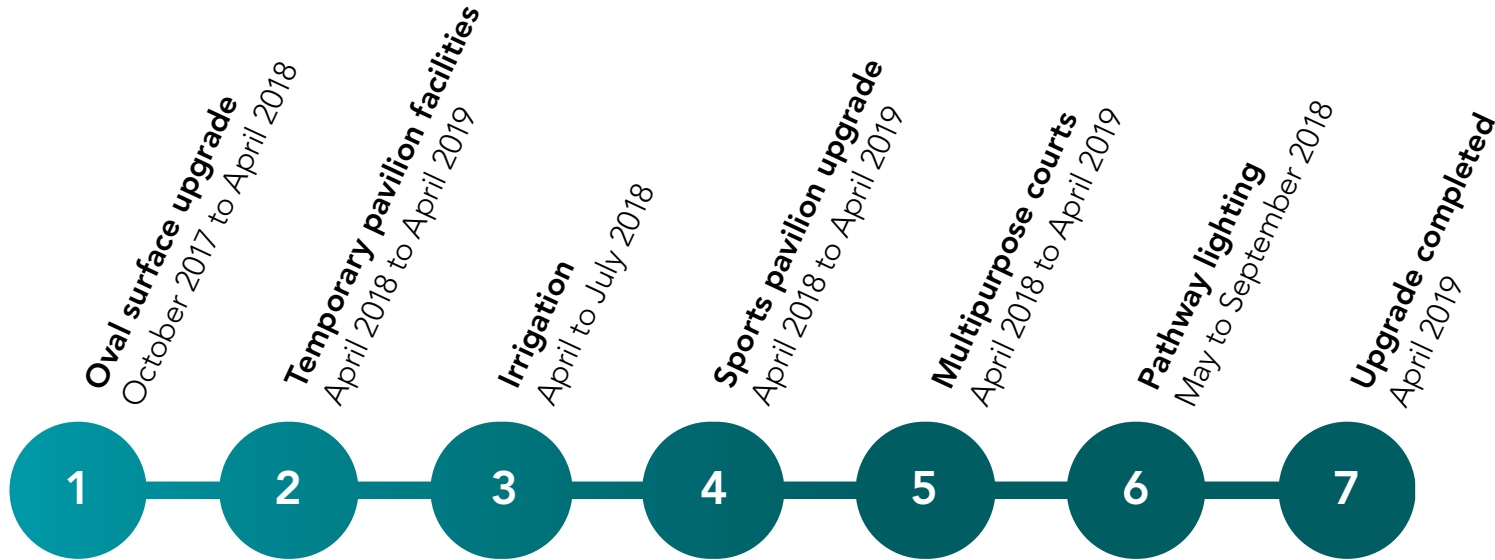 Oval surface upgrade
October 2017 to April 2018
Temporary pavilion facilities
April 2018 to April 2019
Irrigation
April to July 2018
Sports pavilion upgrade
April 2018 to April 2019
Multipurpose courts
April 2018 to April 2019
Pathway lighting
May to September 2018
Upgrade completed
April 2019
1
2
3
4
5
6
7